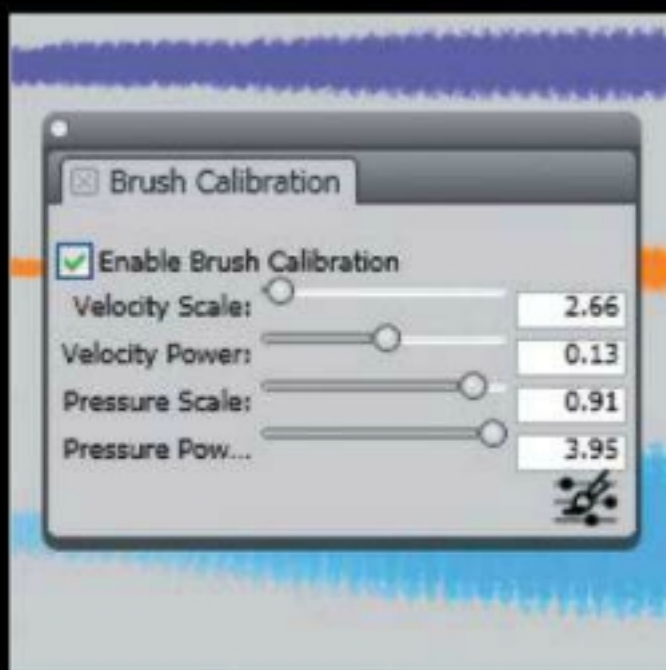 Brush Calibration
Enable Brush Calibration
Velocity Scale: 2.66
Velocity Power: 0.13
Pressure Scale: 0.91
Pressure Pow... 3.95